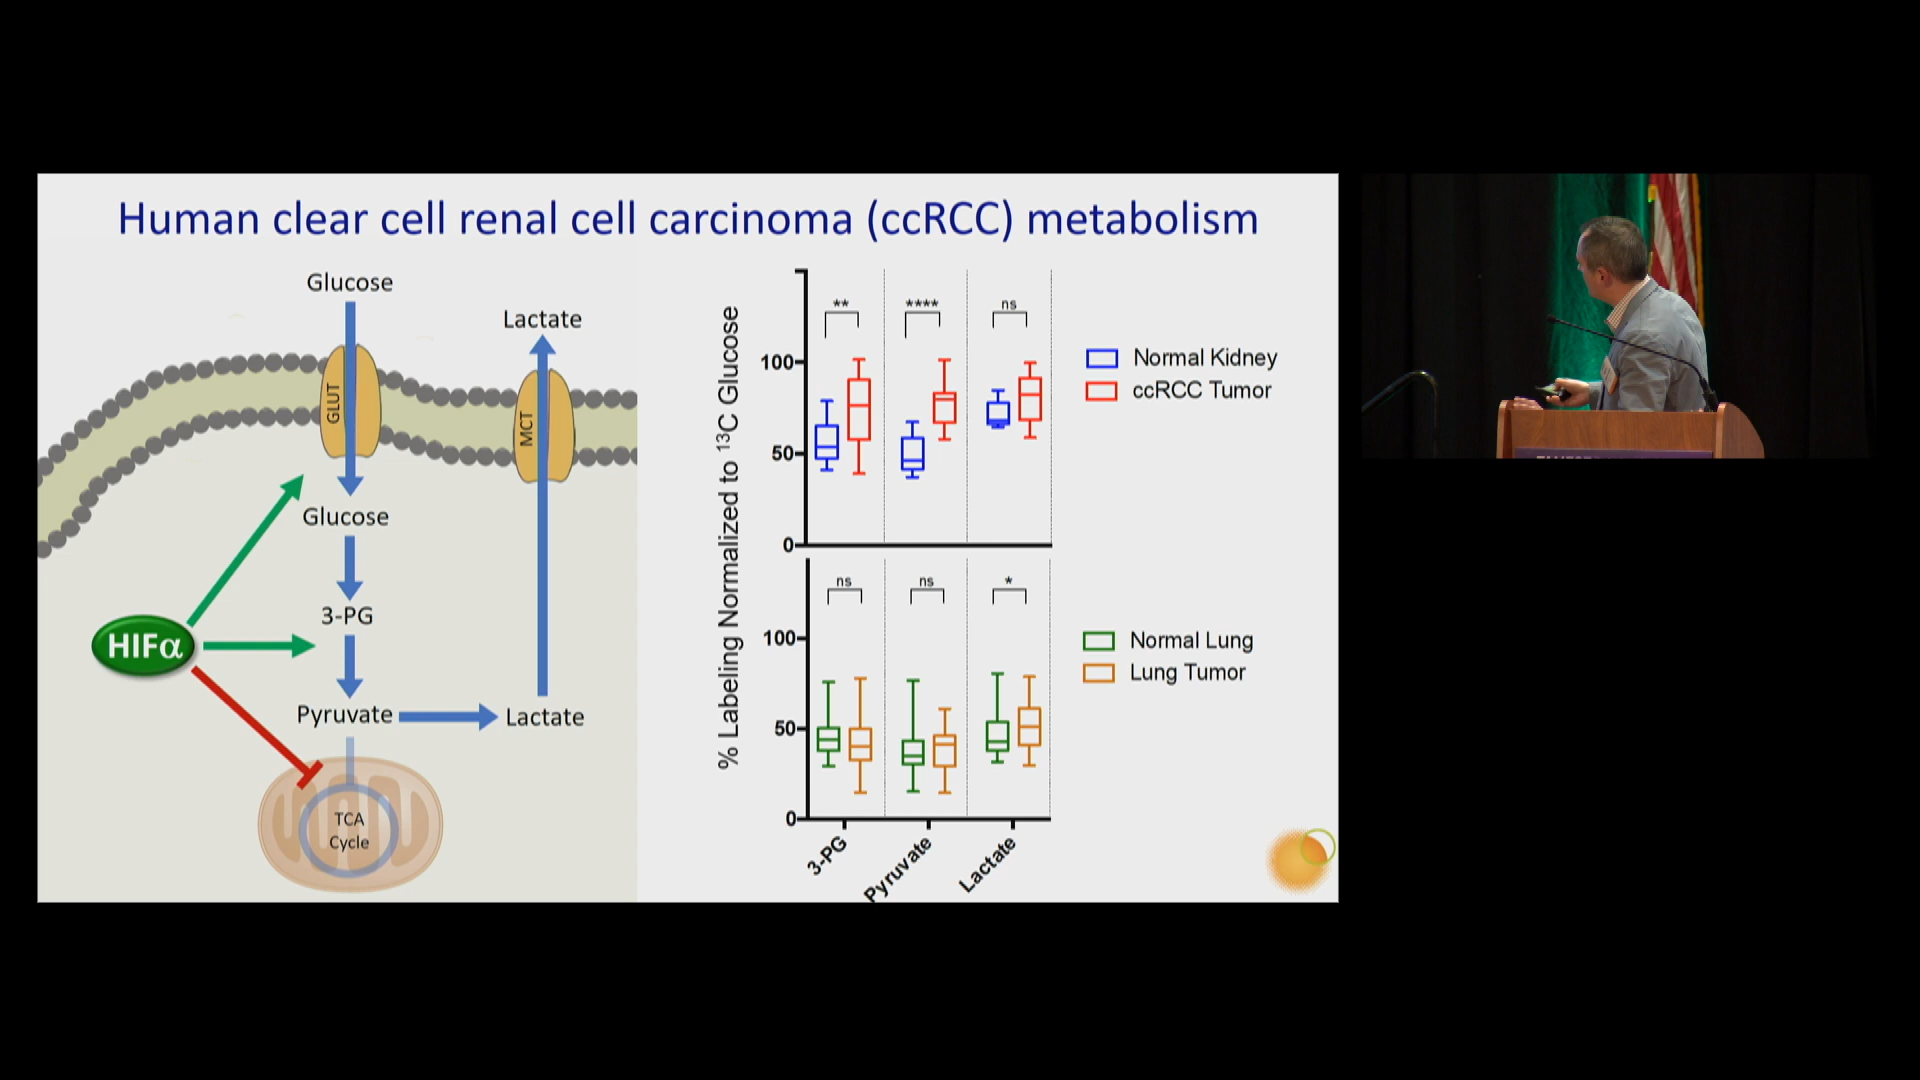 Human clear cell renal cell carcinoma (ccRCC) metabolism
Glucose
Lactate
GLUT
MCT
Glucose
3-PG
HIFα
Pyruvate
Lactate
TCA
Cycle
% Labeling Normalized to ¹³C Glucose
** **** ns
100
50
0
Normal Kidney
ccRCC Tumor
ns ns *
100
50
0
Normal Lung
Lung Tumor
3-PG
Pyruvate
Lactate